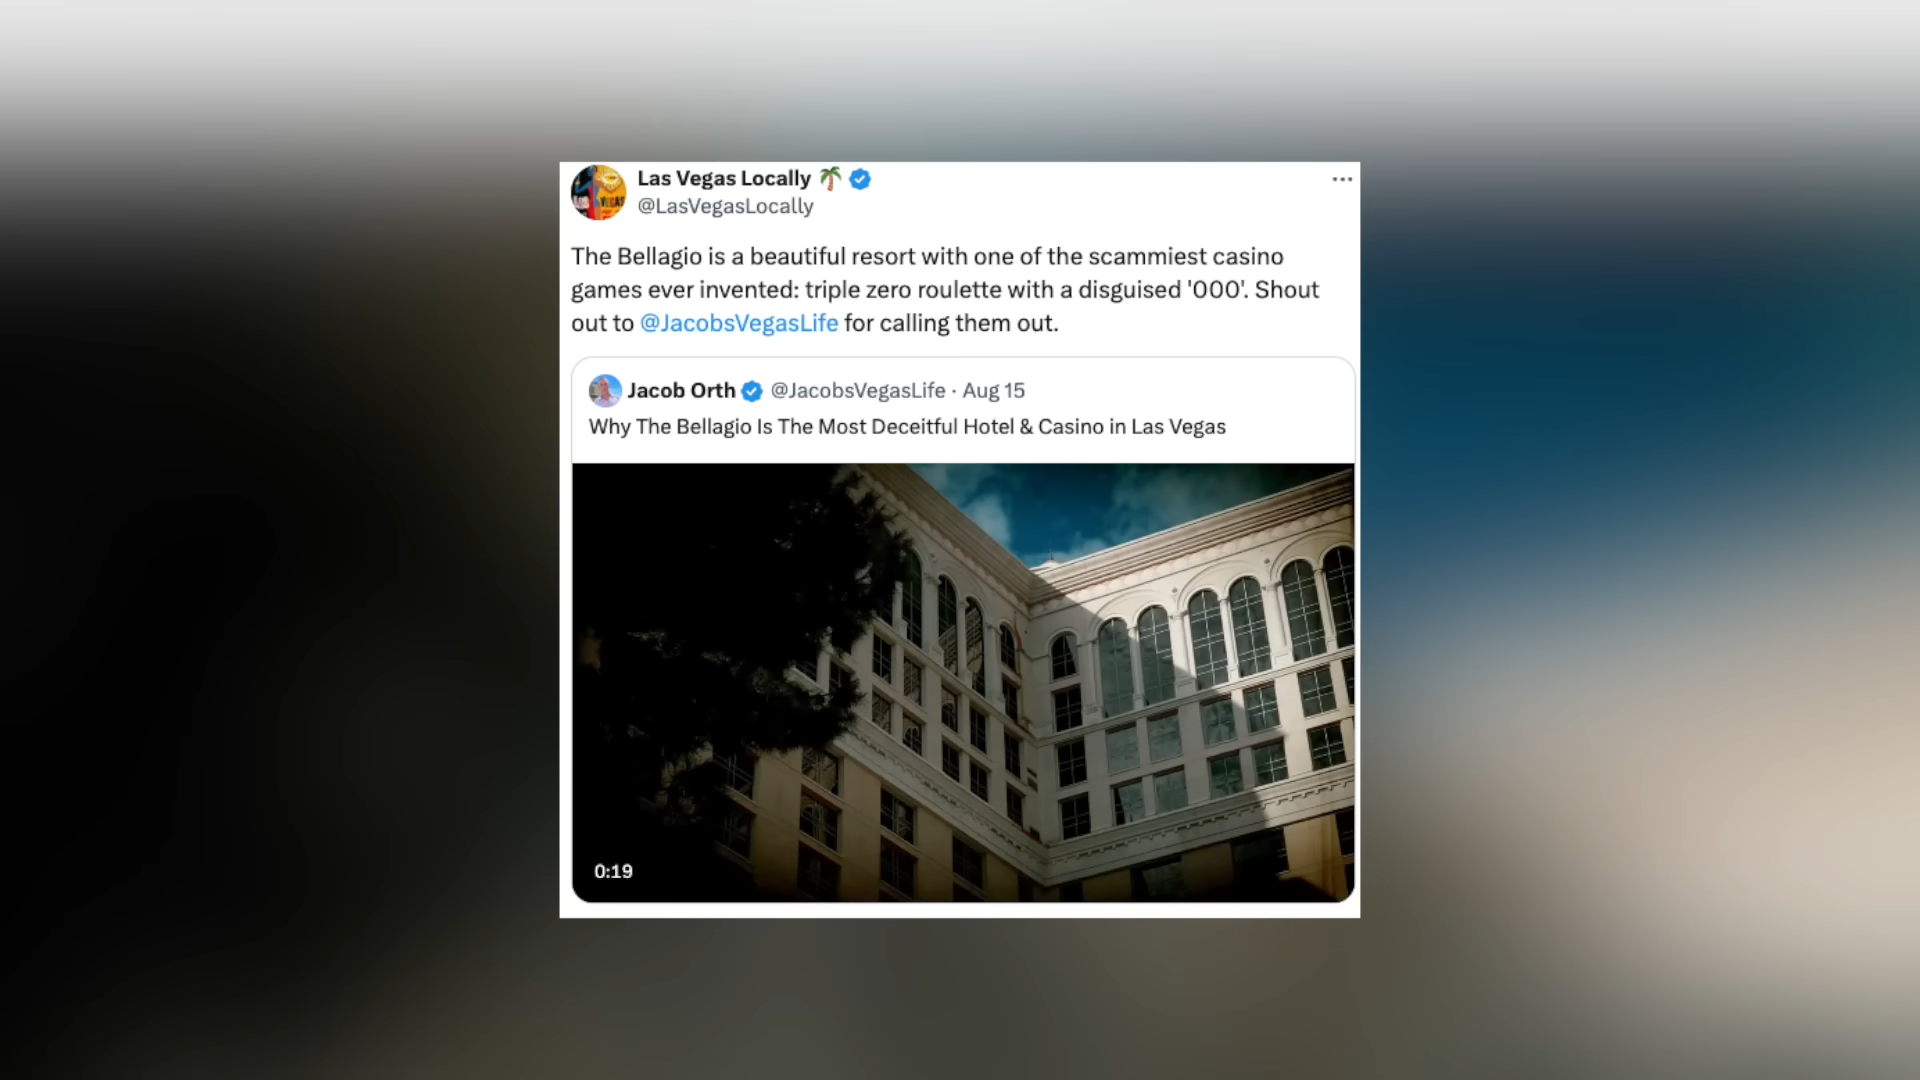 Las Vegas Locally 🌴
@LasVegasLocally
The Bellagio is a beautiful resort with one of the scammiest casino
games ever invented: triple zero roulette with a disguised '000'. Shout
out to @JacobsVegasLife for calling them out.
Jacob Orth @JacobsVegasLife · Aug 15
Why The Bellagio Is The Most Deceitful Hotel & Casino in Las Vegas
0:19